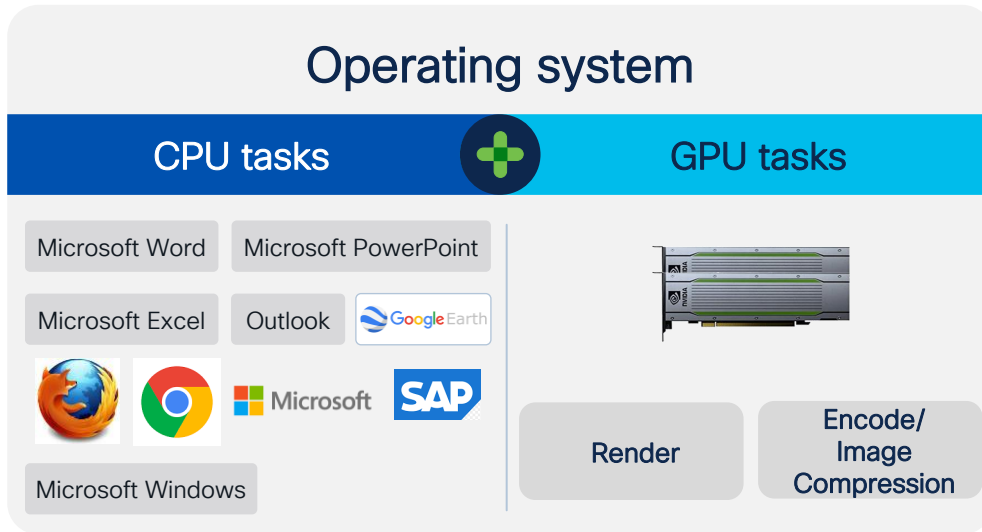 Operating system
CPU tasks
GPU tasks
Microsoft Word
Microsoft PowerPoint
Microsoft Excel
Outlook
Google Earth
Microsoft
SAP
Microsoft Windows
NVIDIA
Render
Encode/
Image
Compression